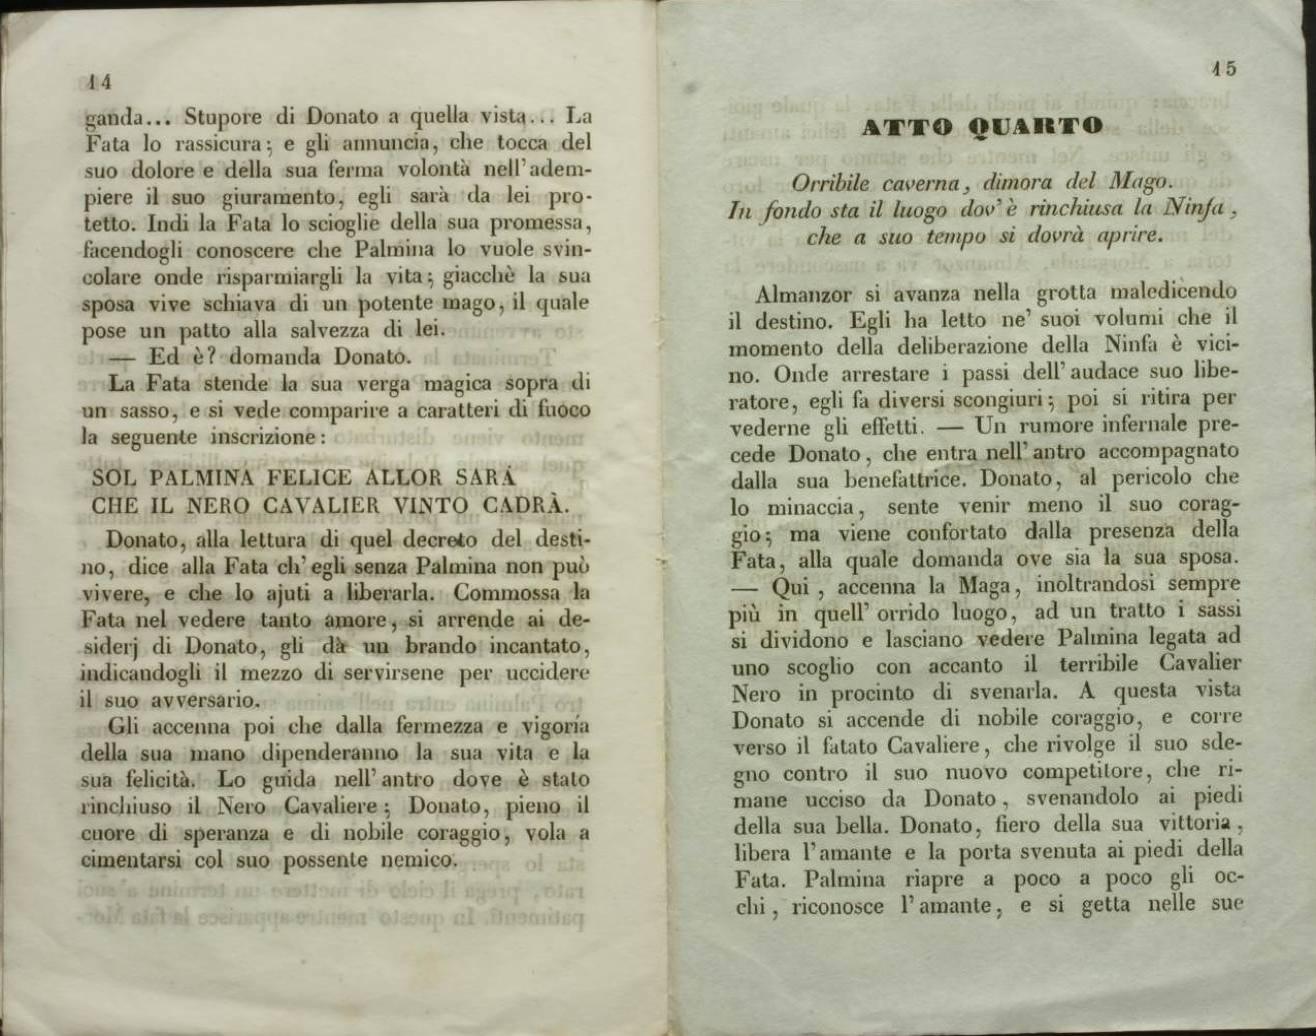 14
ganda... Stupore di Donato a quella vista... La
Fata lo rassicura; e gli annuncia, che tocca del
suo dolore e della sua ferma volontà nell'adem-
piere il suo giuramento, egli sarà da lei pro-
tetto. Indi la Fata lo scioglie della sua promessa,
facendogli conoscere che Palmina lo vuole svin-
colare onde risparmiargli la vita; giacchè la sua
sposa vive schiava di un potente mago, il quale
pose un patto alla salvezza di lei.
— Ed è? domanda Donato.
La Fata stende la sua verga magica sopra di
un sasso, e si vede comparire a caratteri di fuoco
la seguente inscrizione:
SOL PALMINA FELICE ALLOR SARÁ
CHE IL NERO CAVALIER VINTO CADRÀ.
Donato, alla lettura di quel decreto del desti-
no, dice alla Fata ch'egli senza Palmina non può
vivere, e che lo ajuti a liberarla. Commossa la
Fata nel vedere tanto amore, si arrende ai de-
siderj di Donato, gli dà un brando incantato,
indicandogli il mezzo di servirsene per uccidere
il suo avversario.
Gli accenna poi che dalla fermezza e vigoría
della sua mano dipenderanno la sua vita e la
sua felicità. Lo guida nell'antro dove è stato
rinchiuso il Nero Cavaliere; Donato, pieno il
cuore di speranza e di nobile coraggio, vola a
cimentarsi col suo possente nemico.
15
ATTO QUARTO
Orribile caverna, dimora del Mago.
In fondo sta il luogo dov'è rinchiusa la Ninfa,
che a suo tempo si dovrà aprire.
Almanzor si avanza nella grotta maledicendo
il destino. Egli ha letto ne' suoi volumi che il
momento della deliberazione della Ninfa è vici-
no. Onde arrestare i passi dell'audace suo libe-
ratore, egli fa diversi scongiuri; poi si ritira per
vederne gli effetti. — Un rumore infernale pre-
cede Donato, che entra nell'antro accompagnato
dalla sua benefattrice. Donato, al pericolo che
lo minaccia, sente venir meno il suo corag-
gio; ma viene confortato dalla presenza della
Fata, alla quale domanda ove sia la sua sposa.
— Qui, accenna la Maga, inoltrandosi sempre
più in quell' orrido luogo, ad un tratto i sassi
si dividono e lasciano vedere Palmina legata ad
uno scoglio con accanto il terribile Cavalier
Nero in procinto di svenarla. A questa vista
Donato si accende di nobile coraggio, e corre
verso il fatato Cavaliere, che rivolge il suo sde-
gno contro il suo nuovo competitore, che ri-
mane ucciso da Donato, svenandolo ai piedi
della sua bella. Donato, fiero della sua vittoria,
libera l'amante e la porta svenuta ai piedi della
Fata. Palmina riapre a poco a poco gli oc-
chi, riconosce l'amante, e si getta nelle sue